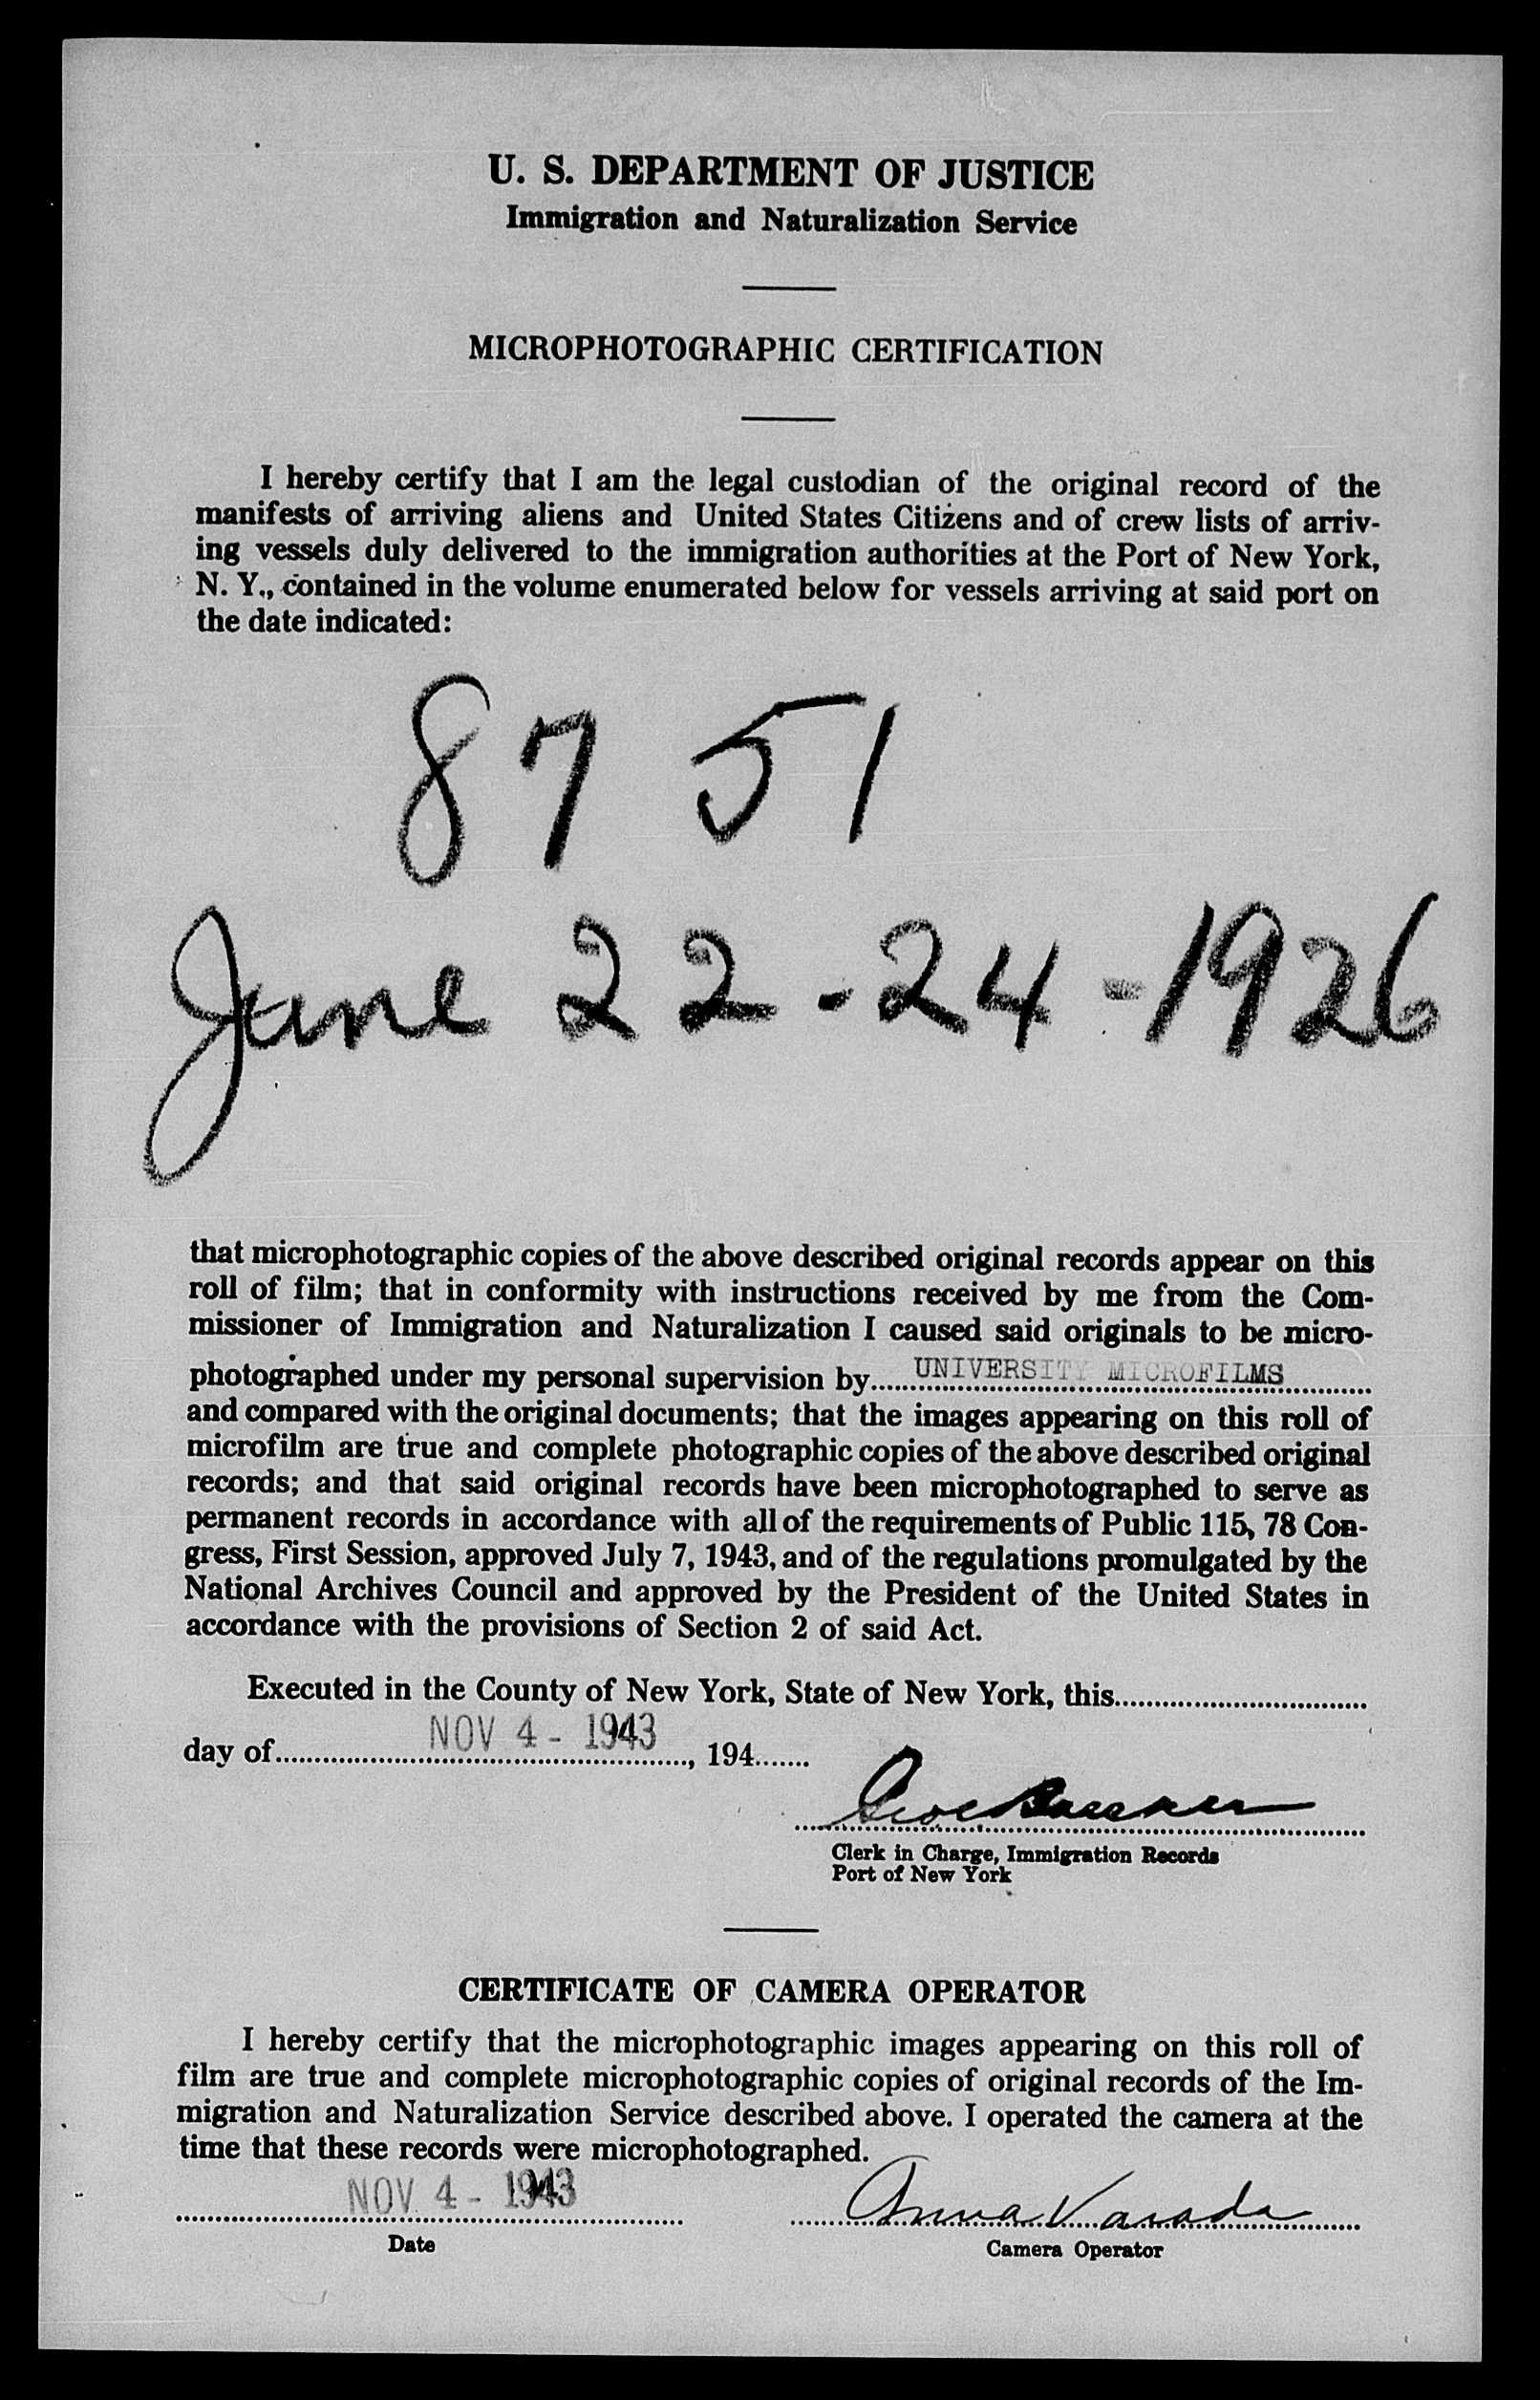 U. S. DEPARTMENT OF JUSTICE
Immigration and Naturalization Service
MICROPHOTOGRAPHIC CERTIFICATION
I hereby certify that I am the legal custodian of the original record of the
manifests of arriving aliens and United States Citizens and of crew lists of arriv-
ing vessels duly delivered to the immigration authorities at the Port of New York,
N. Y., contained in the volume enumerated below for vessels arriving at said port on
the date indicated:
87 51
June 22-24-1926
that microphotographic copies of the above described original records appear on this
roll of film; that in conformity with instructions received by me from the Com-
missioner of Immigration and Naturalization I caused said originals to be micro-
photographed under my personal supervision by UNIVERSITY MICROFILMS
and compared with the original documents; that the images appearing on this roll of
microfilm are true and complete photographic copies of the above described original
records; and that said original records have been microphotographed to serve as
permanent records in accordance with all of the requirements of Public 115, 78 Con-
gress, First Session, approved July 7, 1943, and of the regulations promulgated by the
National Archives Council and approved by the President of the United States in
accordance with the provisions of Section 2 of said Act.
Executed in the County of New York, State of New York, this
day of NOV 4 - 1943, 194
Clerk in Charge, Immigration Records
Port of New York
CERTIFICATE OF CAMERA OPERATOR
I hereby certify that the microphotographic images appearing on this roll of
film are true and complete microphotographic copies of original records of the Im-
migration and Naturalization Service described above. I operated the camera at the
time that these records were microphotographed.
NOV 4 - 1943 Anna Varada
Date Camera Operator